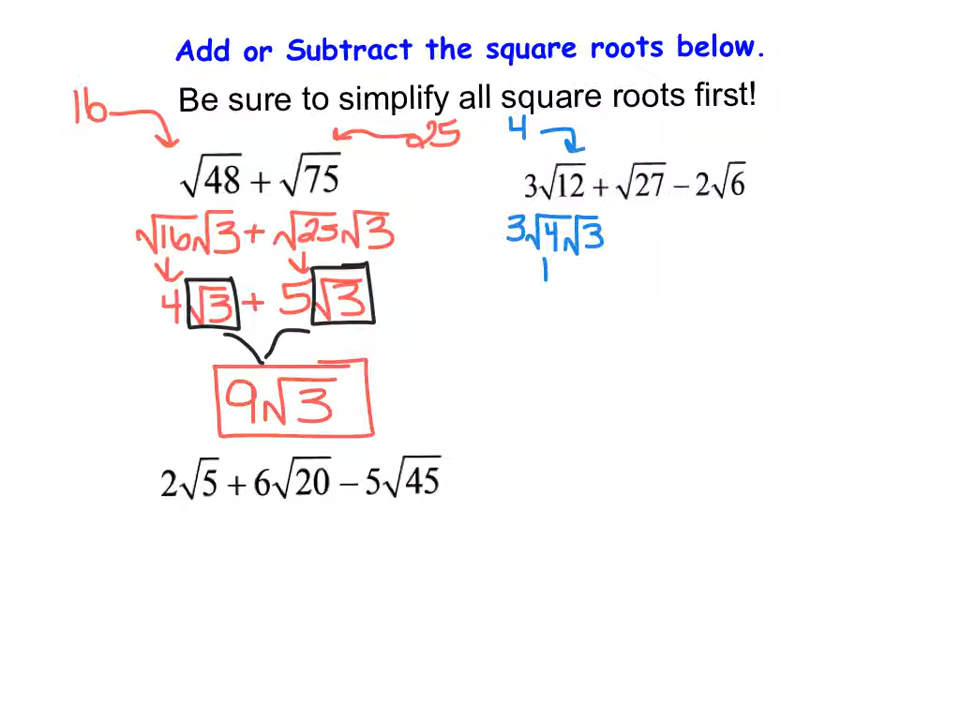 Add or Subtract the square roots below.
Be sure to simplify all square roots first!
16
25
√48 + √75
√16√3 + √25√3
4√3 + 5√3
9√3
2√5 + 6√20 − 5√45
4
3√12 + √27 − 2√6
3√4√3